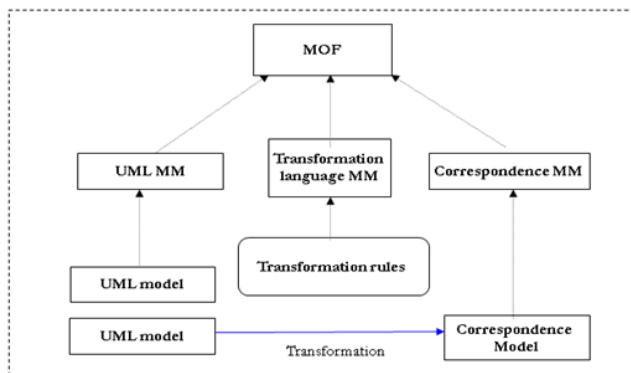 MOF
UML MM
Transformation
language MM
Correspondence MM
Transformation rules
UML model
UML model
Transformation
Correspondence
Model